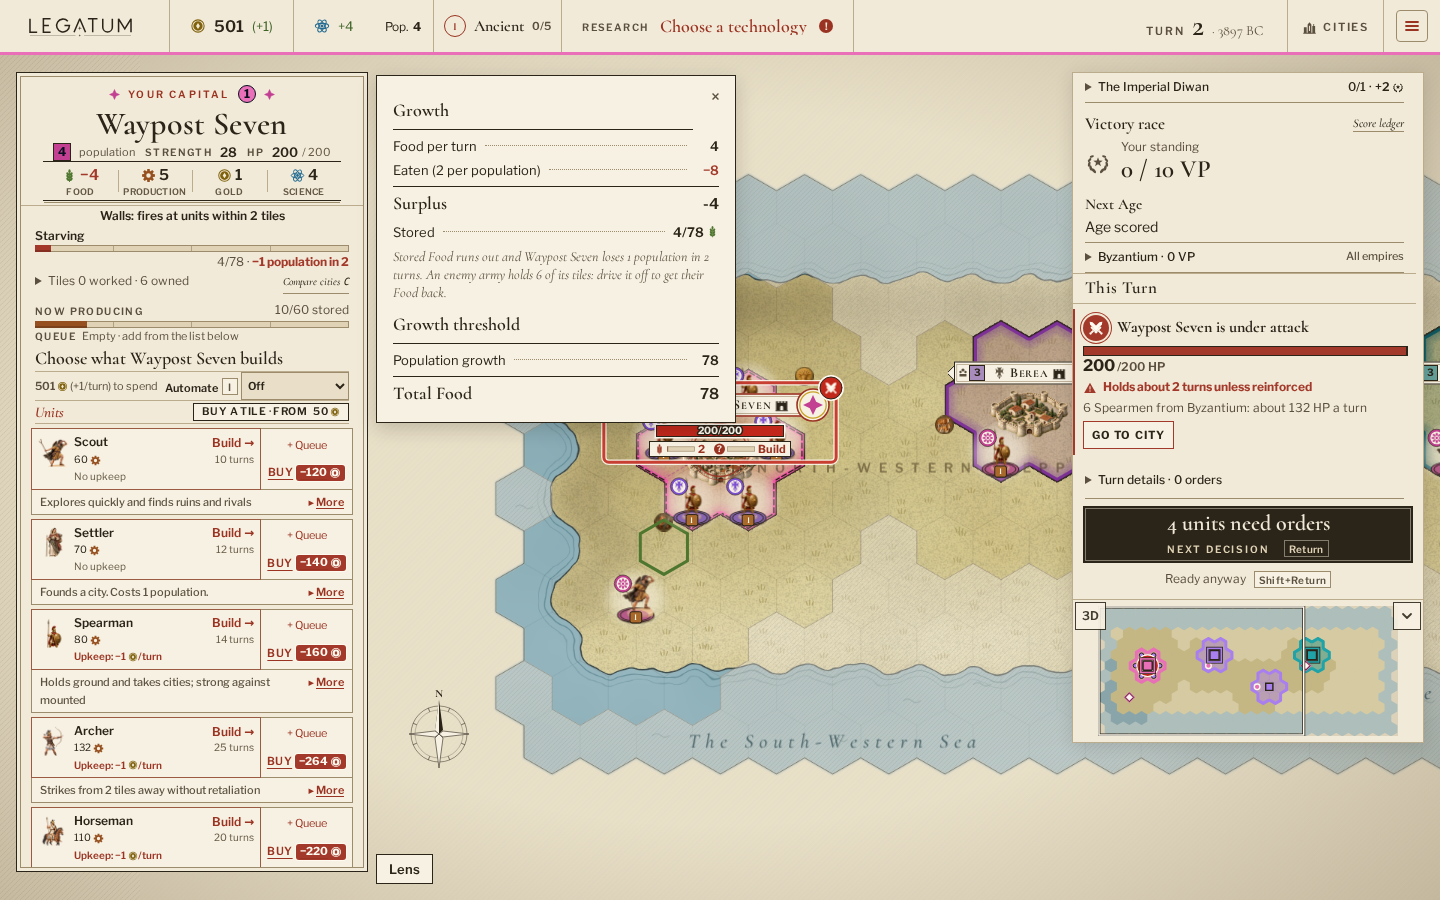 LEGATUM
501 (+1)
+4
Pop. 4
I Ancient 0/5
RESEARCH Choose a technology !
TURN 2 · 3897 BC
CITIES
YOUR CAPITAL 1
Waypost Seven
4 population STRENGTH 28 HP 200 / 200
−4 5 1 4
FOOD PRODUCTION GOLD SCIENCE
Walls: fires at units within 2 tiles
Starving
4/78 · −1 population in 2
Tiles 0 worked · 6 owned
Compare cities C
NOW PRODUCING 10/60 stored
QUEUE Empty · add from the list below
Choose what Waypost Seven builds
501 (+1/turn) to spend Automate I Off
Units
BUY A TILE · FROM 50
Scout Build → + Queue
60 10 turns
No upkeep BUY −120
Explores quickly and finds ruins and rivals ▸ More
Settler Build → + Queue
70 12 turns
No upkeep BUY −140
Founds a city. Costs 1 population. ▸ More
Spearman Build → + Queue
80 14 turns
Upkeep: −1 /turn BUY −160
Holds ground and takes cities; strong against mounted ▸ More
Archer Build → + Queue
132 25 turns
Upkeep: −1 /turn BUY −264
Strikes from 2 tiles away without retaliation ▸ More
Horseman Build → + Queue
110 20 turns
Upkeep: −1 /turn BUY −220
×
Growth
Food per turn 4
Eaten (2 per population) −8
Surplus -4
Stored 4/78
Stored Food runs out and Waypost Seven loses 1 population in 2
turns. An enemy army holds 6 of its tiles: drive it off to get their
Food back.
Growth threshold
Population growth 78
Total Food 78
SEVEN
200/200
2 ? Build
3 BEREA
NORTH-WESTERN
I
I
I
I
3
N
The South-Western Sea
Lens
The Imperial Diwan 0/1 · +2
Victory race Score ledger
Your standing
0 / 10 VP
Next Age
Age scored
Byzantium · 0 VP All empires
This Turn
Waypost Seven is under attack
200 /200 HP
Holds about 2 turns unless reinforced
6 Spearmen from Byzantium: about 132 HP a turn
GO TO CITY
Turn details · 0 orders
4 units need orders
NEXT DECISION Return
Ready anyway Shift+Return
3D